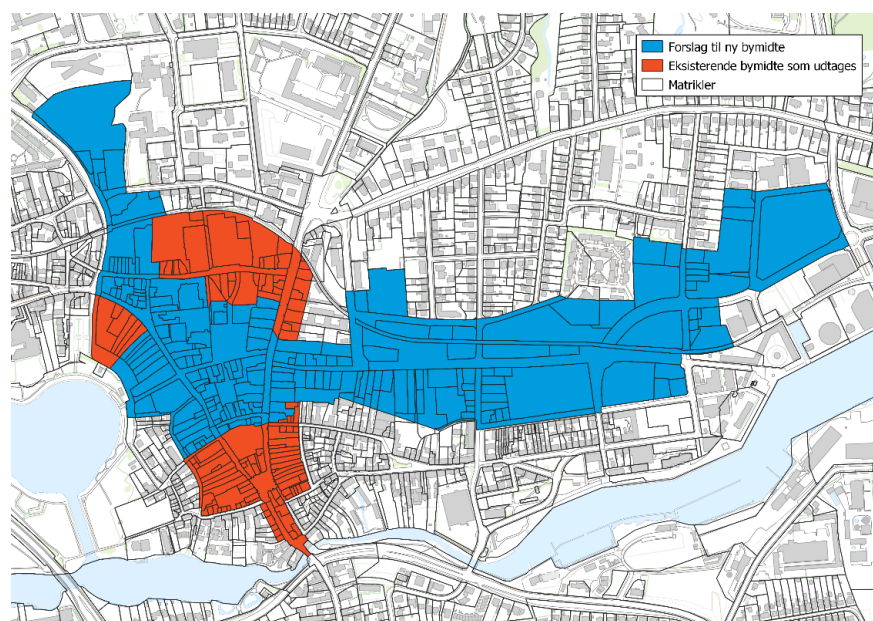 Forslag til ny bymidte
Eksisterende bymidte som udtages
Matrikler